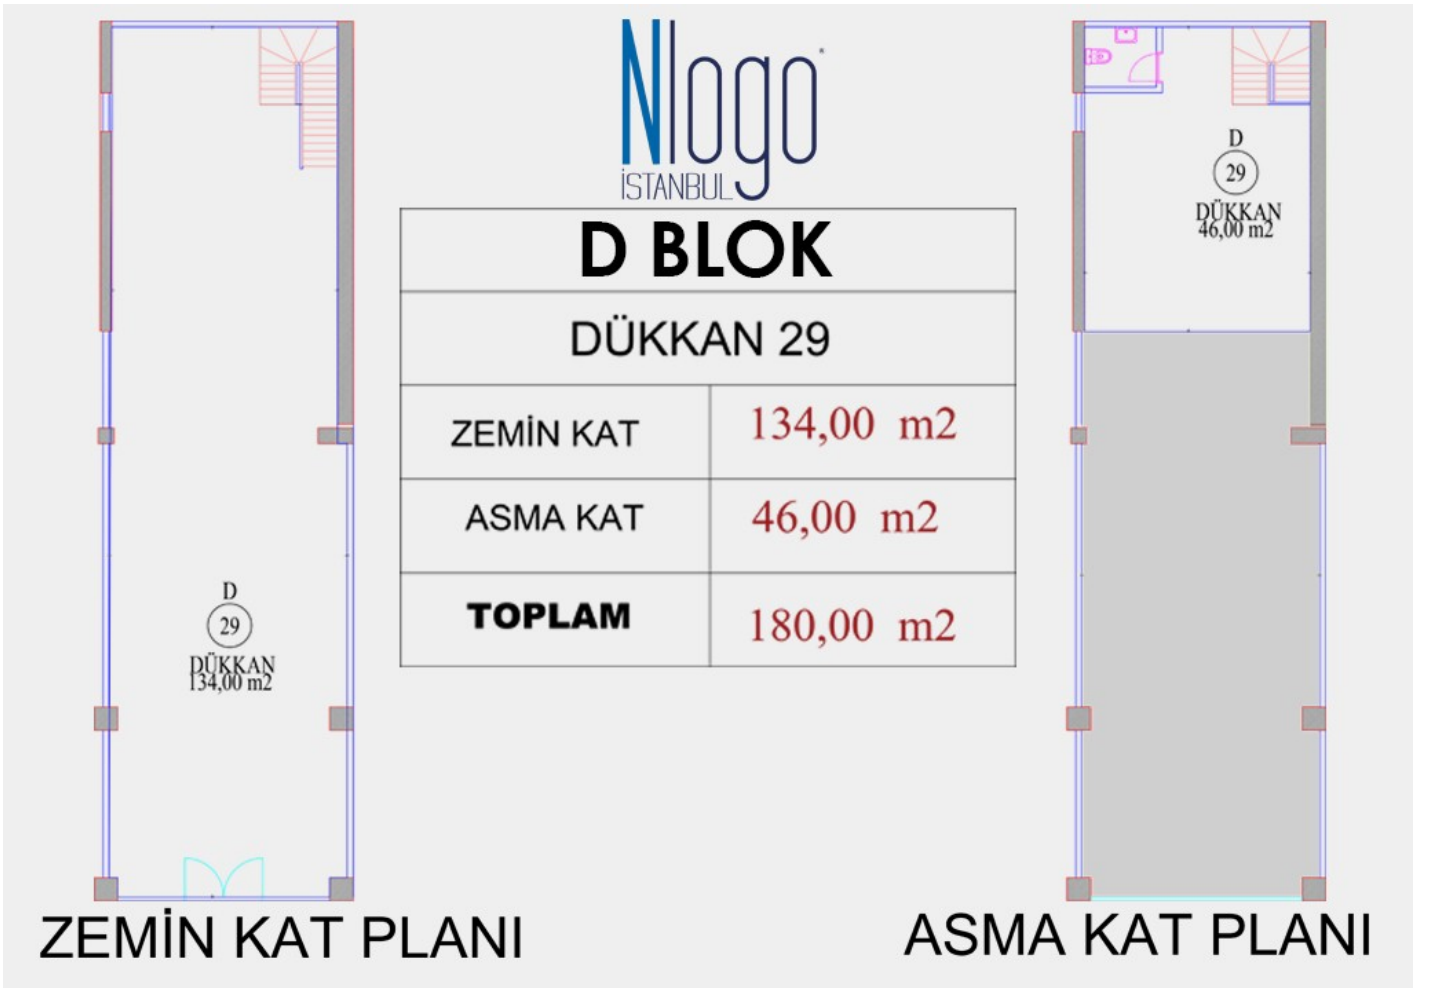 Nlogo
İSTANBUL
D BLOK
DÜKKAN 29
ZEMİN KAT 134,00 m2
ASMA KAT 46,00 m2
TOPLAM 180,00 m2
D
29
DÜKKAN
134,00 m2
ZEMİN KAT PLANI
D
29
DÜKKAN
46,00 m2
ASMA KAT PLANI